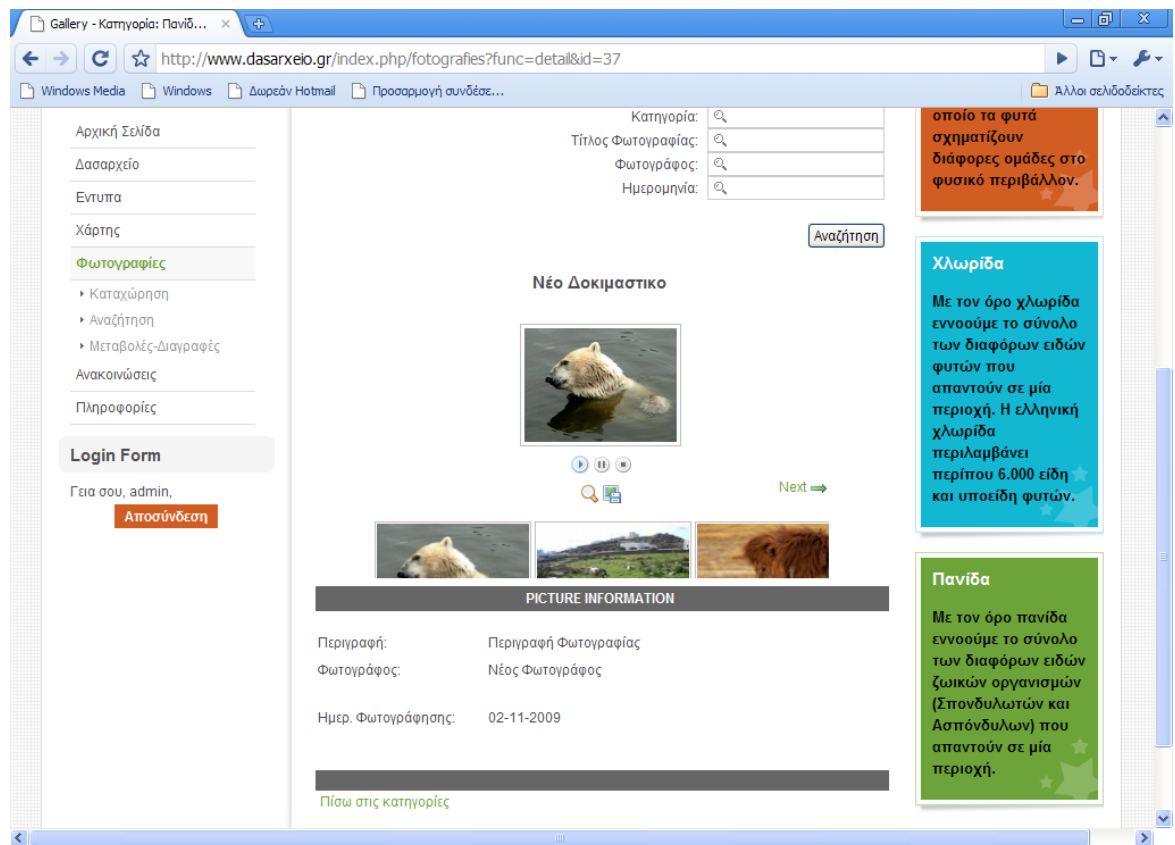 Gallery - Κατηγορία: Πανίδ...
http://www.dasarxeio.gr/index.php/fotografies?func=detail&id=37
Windows Media
Windows
Δωρεάν Hotmail
Προσαρμογή συνδέσε...
Άλλοι σελιδοδείκτες
Αρχική Σελίδα
Δασαρχείο
Εντυπα
Χάρτης
Φωτογραφίες
Καταχώρηση
Αναζήτηση
Μεταβολές-Διαγραφές
Ανακοινώσεις
Πληροφορίες
Login Form
Γεια σου, admin,
Αποσύνδεση
Κατηγορία:
Τίτλος Φωτογραφίας:
Φωτογράφος:
Ημερομηνία:
Αναζήτηση
Νέο Δοκιμαστικο
Next
PICTURE INFORMATION
Περιγραφή: Περιγραφή Φωτογραφίας
Φωτογράφος: Νέος Φωτογράφος
Ημερ. Φωτογράφησης: 02-11-2009
Πίσω στις κατηγορίες
οποίο τα φυτά
σχηματίζουν
διάφορες ομάδες στο
φυσικό περιβάλλον.
Χλωρίδα
Με τον όρο χλωρίδα
εννοούμε το σύνολο
των διαφόρων ειδών
φυτών που
απαντούν σε μία
περιοχή. Η ελληνική
χλωρίδα
περιλαμβάνει
περίπου 6.000 είδη
και υποείδη φυτών.
Πανίδα
Με τον όρο πανίδα
εννοούμε το σύνολο
των διαφόρων ειδών
ζωικών οργανισμών
(Σπονδυλωτών και
Ασπόνδυλων) που
απαντούν σε μία
περιοχή.